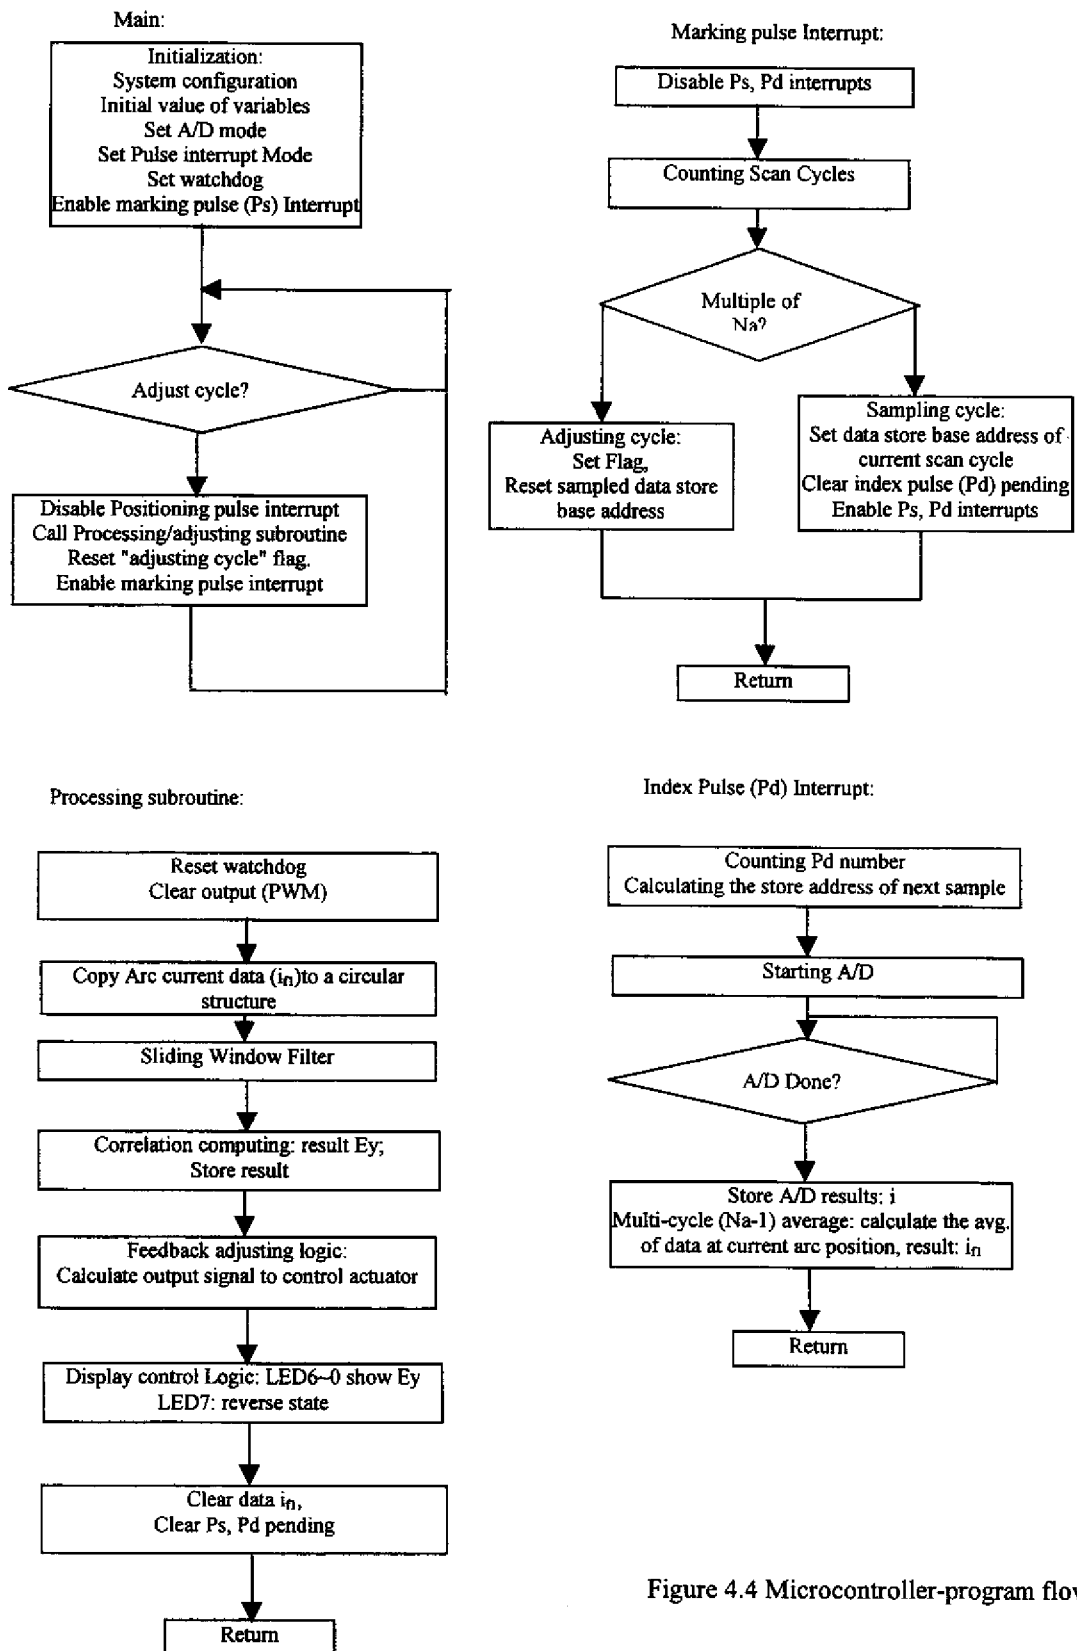 Main:
Initialization:
System configuration
Initial value of variables
Set A/D mode
Set Pulse interrupt Mode
Set watchdog
Enable marking pulse (Ps) Interrupt
Adjust cycle?
Disable Positioning pulse interrupt
Call Processing/adjusting subroutine
Reset "adjusting cycle" flag,
Enable marking pulse interrupt
Marking pulse Interrupt:
Disable Ps, Pd interrupts
Counting Scan Cycles
Multiple of
Na?
Adjusting cycle:
Set Flag,
Reset sampled data store
base address
Sampling cycle:
Set data store base address of
current scan cycle
Clear index pulse (Pd) pending
Enable Ps, Pd interrupts
Return
Processing subroutine:
Reset watchdog
Clear output (PWM)
Copy Arc current data (in)to a circular
structure
Sliding Window Filter
Correlation computing: result Ey;
Store result
Feedback adjusting logic:
Calculate output signal to control actuator
Display control Logic: LED6~0 show Ey
LED7: reverse state
Clear data in,
Clear Ps, Pd pending
Return
Index Pulse (Pd) Interrupt:
Counting Pd number
Calculating the store address of next sample
Starting A/D
A/D Done?
Store A/D results: i
Multi-cycle (Na-1) average: calculate the avg.
of data at current arc position, result: in
Return
Figure 4.4 Microcontroller-program